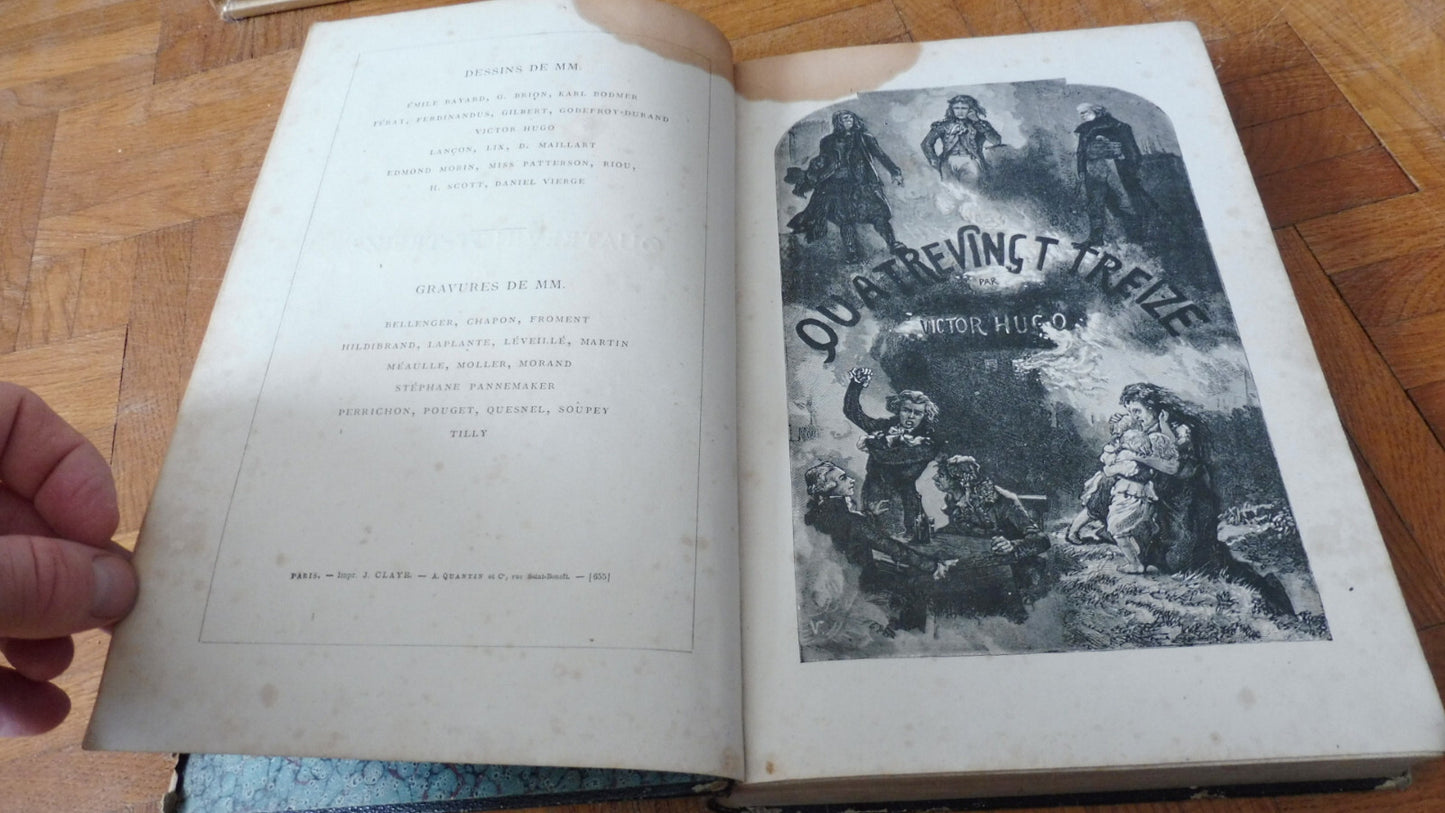 DESSINS DE MM.
ÉMILE BAYARD, G. BRION, KARL BODMER
FÉRAT, FERDINANDUS, GILBERT, GODEFROY-DURAND
VICTOR HUGO
LANÇON, LIX, D. MAILLART
EDMOND MORIN, MISS PATTERSON, RIOU,
H. SCOTT, DANIEL VIERGE
GRAVURES DE MM.
BELLENGER, CHAPON, FROMENT
HILDIBRAND, LAPLANTE, LÉVEILLÉ, MARTIN
MÉAULLE, MOLLER, MORAND
STÉPHANE PANNEMAKER
PERRICHON, POUGET, QUESNEL, SOUPEY
TILLY
PARIS. — Impr. J. CLAYE. — A. QUANTIN et Cⁱᵉ, rue Saint-Benoît. — [655]
QUATREVINGT TREIZE
PAR
VICTOR HUGO